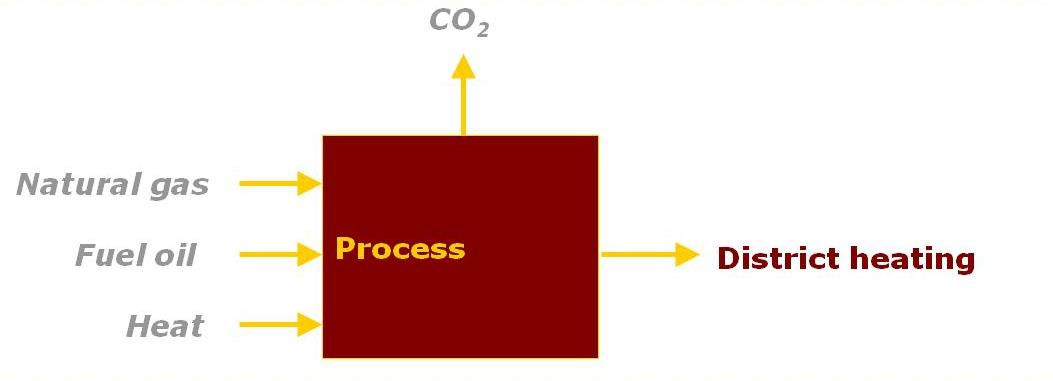 CO₂
Natural gas
Fuel oil
Process
District heating
Heat